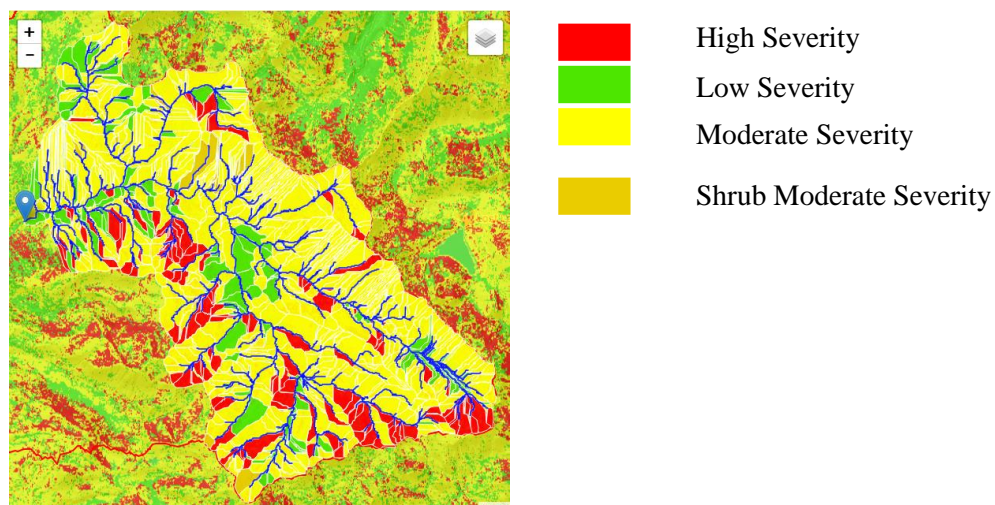 +
−
High Severity
Low Severity
Moderate Severity
Shrub Moderate Severity